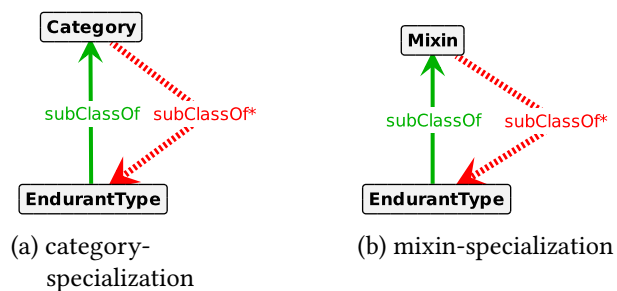 Category
Mixin
subClassOf
subClassOf*
subClassOf
subClassOf*
EndurantType
EndurantType
(a) category-
specialization
(b) mixin-specialization